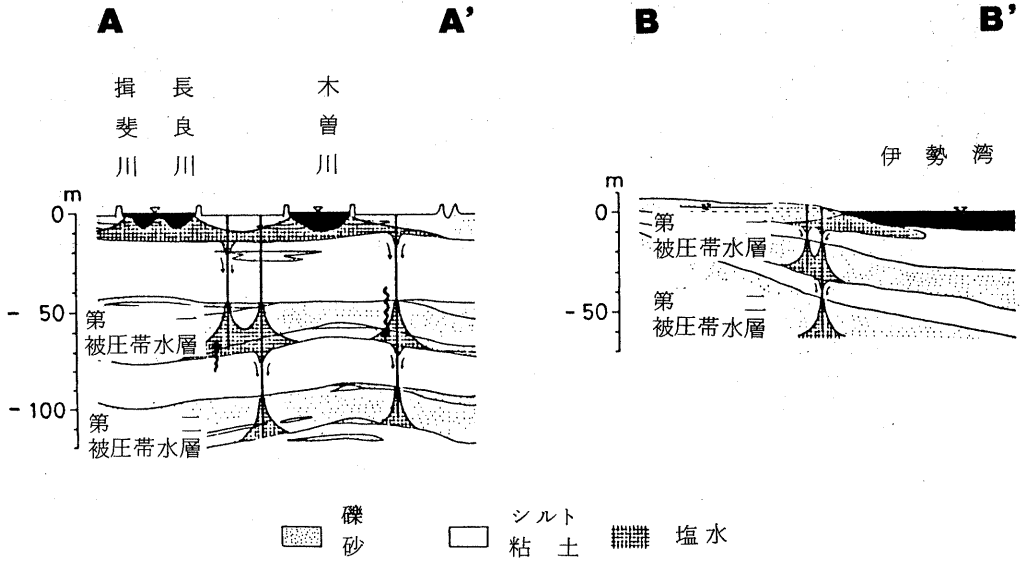 A A' B B'
揖斐川
長良川
木曽川
伊勢湾
m
0
-50
-100
第一
被圧帯水層
第二
被圧帯水層
m
0
-50
第一
被圧帯水層
第二
被圧帯水層
礫
砂
シルト
粘土
塩水